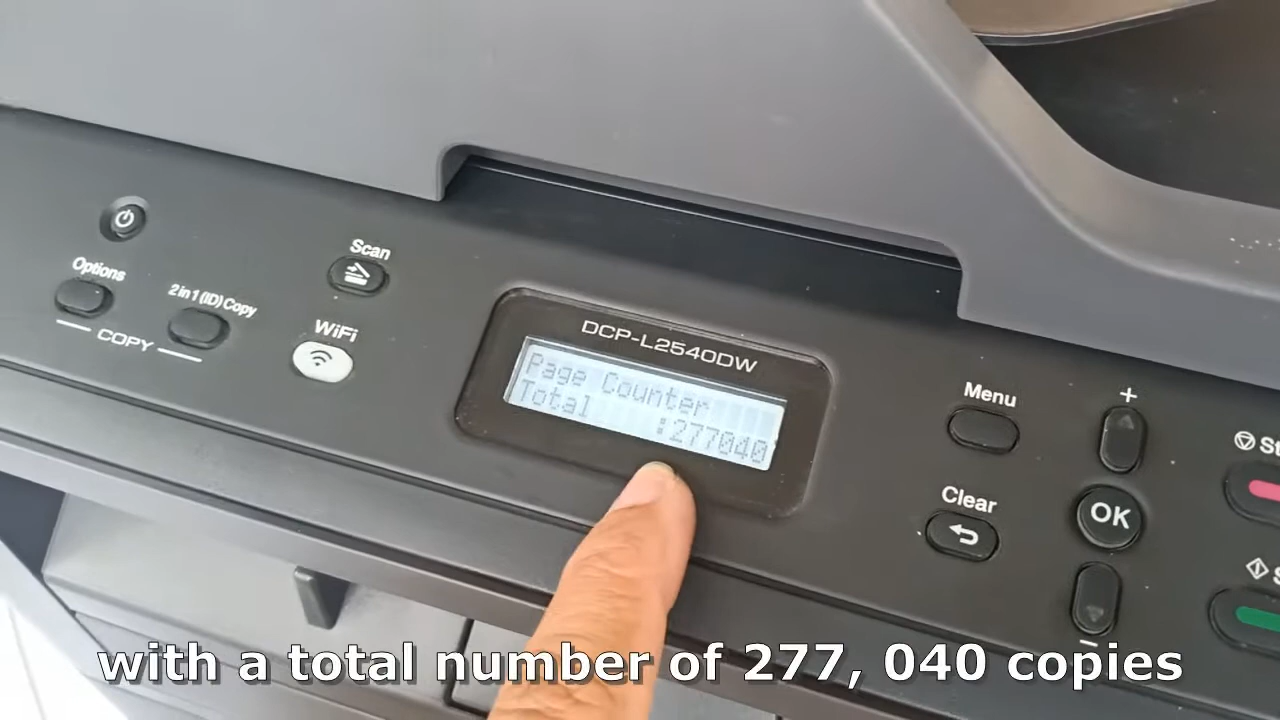 Options
2 in 1 (ID) Copy
COPY
Scan
WiFi
DCP-L2540DW
Page Counter
Total :277040
Menu
+
Clear
OK
with a total number of 277, 040 copies